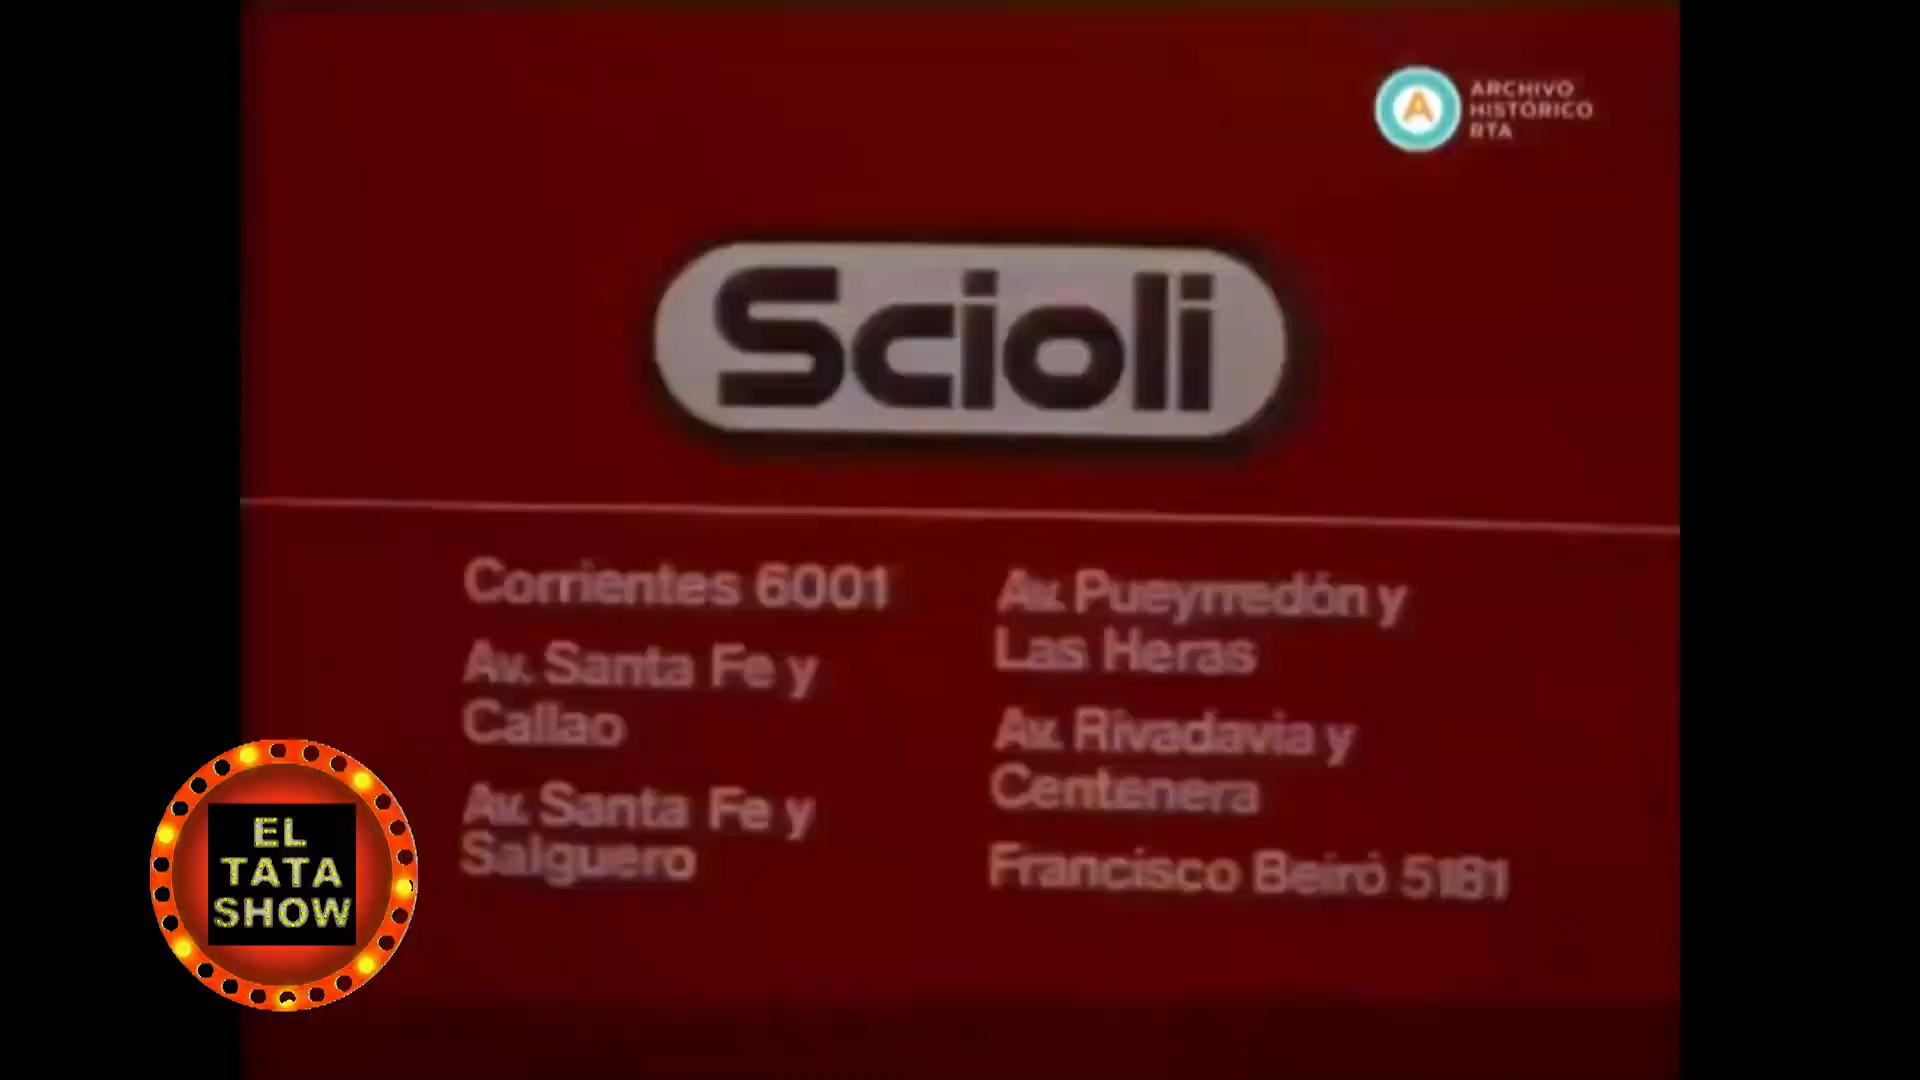 ARCHIVO
HISTÓRICO
RTA
Scioli
Corrientes 6001
Av. Santa Fe y
Callao
Av. Santa Fe y
Salguero
Av. Pueyrredón y
Las Heras
Av. Rivadavia y
Centenera
Francisco Beiró 5181
EL
TATA
SHOW